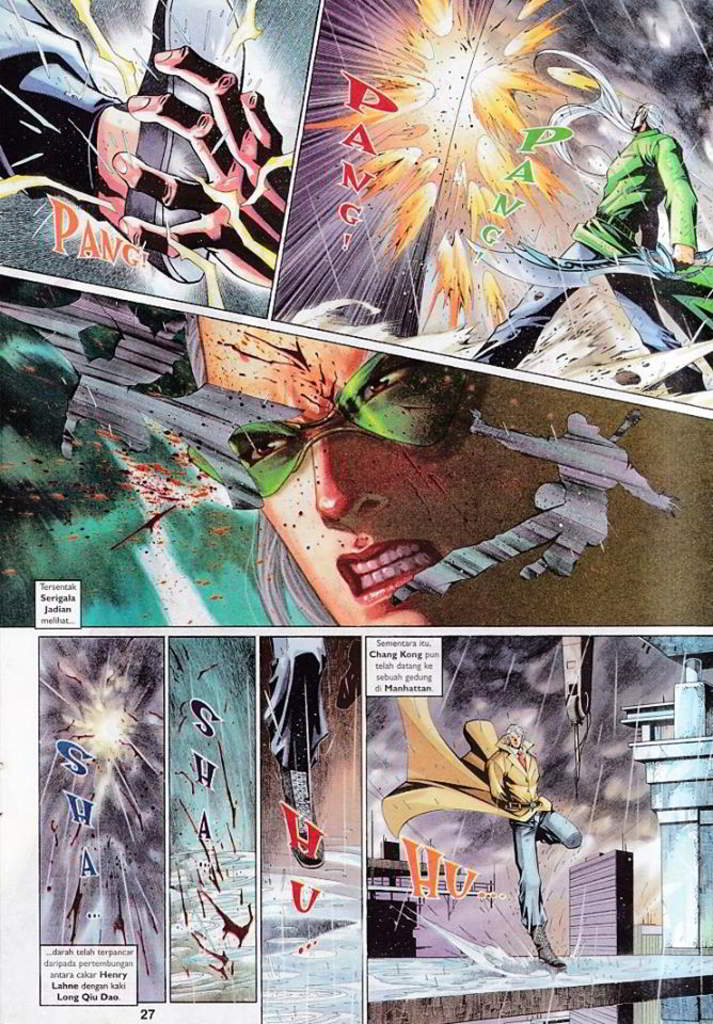 PANG!
PANG!
PANG!
Tersentak
Serigala
Jadian
melihat...
SHA...
SHA..
HU..
Sementara itu,
Chang Kong pun
telah datang ke
sebuah gedung
di Manhattan.
HU...
...darah telah terpancar
daripada pertembungan
antara cakar Henry
Lahne dengan kaki
Long Qiu Dao.
27